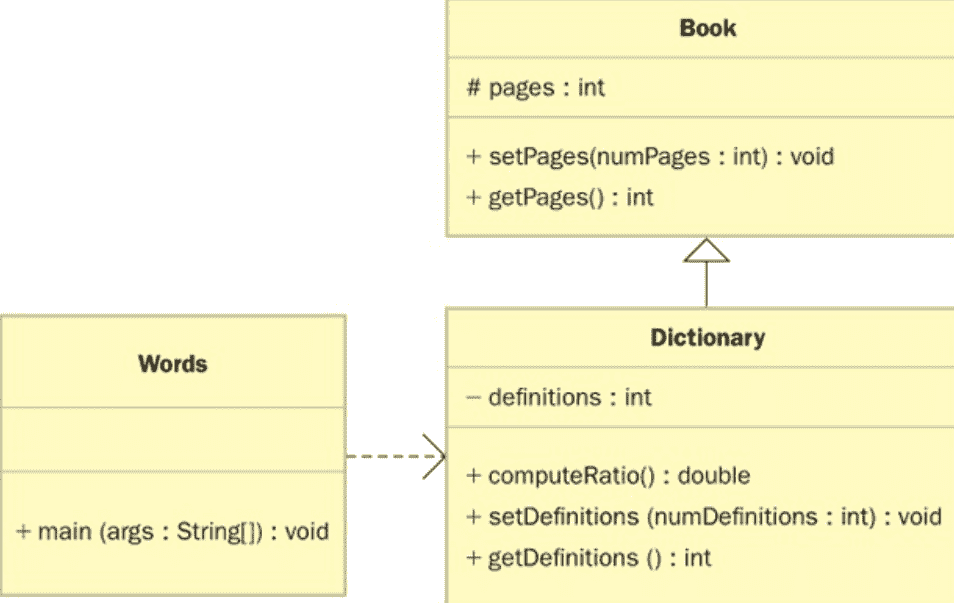 Book
# pages : int
+ setPages(numPages : int) : void
+ getPages() : int
Words
+ main (args : String[]) : void
Dictionary
– definitions : int
+ computeRatio() : double
+ setDefinitions (numDefinitions : int) : void
+ getDefinitions () : int